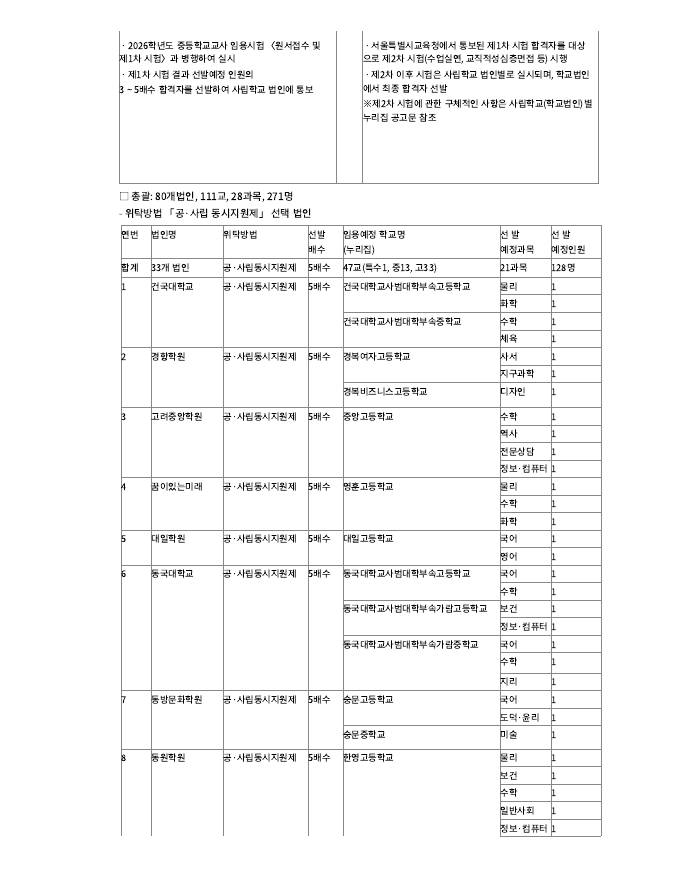 · 2026학년도 중등학교교사 임용시험 〈원서접수 및
제1차 시험〉과 병행하여 실시
· 제1차 시험 결과 선발예정 인원의
3 ~ 5배수 합격자를 선발하여 사립학교 법인에 통보
· 서울특별시교육청에서 통보된 제1차 시험 합격자를 대상
으로 제2차 시험(수업실연, 교직적성심층면접 등) 시행
· 제2차 이후 시험은 사립학교 법인별로 실시되며, 학교법인
에서 최종 합격자 선발
※제2차 시험에 관한 구체적인 사항은 사립학교(학교법인)별
누리집 공고문 참조
□ 총괄: 80개법인, 111교, 28과목, 271명
- 위탁방법 「공·사립 동시지원제」 선택 법인
연번 법인명 위탁방법 선발 배수 임용예정 학교명 (누리집) 선 발 예정과목 선 발 예정인원
합계 33개 법인 공·사립동시지원제 5배수 47교(특수1, 중13, 고33) 21과목 128명
1 건국대학교 공·사립동시지원제 5배수 건국대학교사범대학부속고등학교 물리 1
화학 1
건국대학교사범대학부속중학교 수학 1
체육 1
2 경향학원 공·사립동시지원제 5배수 경복여자고등학교 사서 1
지구과학 1
경복비즈니스고등학교 디자인 1
3 고려중앙학원 공·사립동시지원제 5배수 중앙고등학교 수학 1
역사 1
전문상담 1
정보·컴퓨터 1
4 꿈이있는미래 공·사립동시지원제 5배수 영훈고등학교 물리 1
수학 1
화학 1
5 대일학원 공·사립동시지원제 5배수 대일고등학교 국어 1
영어 1
6 동국대학교 공·사립동시지원제 5배수 동국대학교사범대학부속고등학교 국어 1
수학 1
동국대학교사범대학부속가람고등학교 보건 1
정보·컴퓨터 1
동국대학교사범대학부속가람중학교 국어 1
수학 1
지리 1
7 동방문화학원 공·사립동시지원제 5배수 숭문고등학교 국어 1
도덕·윤리 1
숭문중학교 미술 1
8 동원학원 공·사립동시지원제 5배수 한영고등학교 물리 1
보건 1
수학 1
일반사회 1
정보·컴퓨터 1